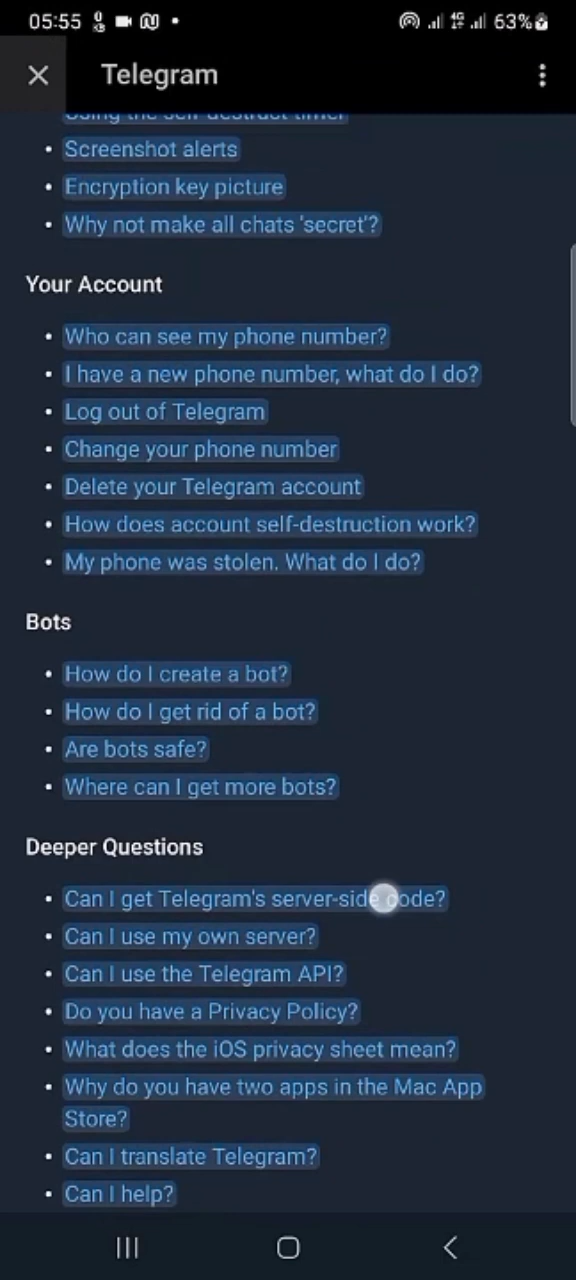 05:55
4G
63%
Telegram
Using the self-destruct timer
Screenshot alerts
Encryption key picture
Why not make all chats 'secret'?
Your Account
Who can see my phone number?
I have a new phone number, what do I do?
Log out of Telegram
Change your phone number
Delete your Telegram account
How does account self-destruction work?
My phone was stolen. What do I do?
Bots
How do I create a bot?
How do I get rid of a bot?
Are bots safe?
Where can I get more bots?
Deeper Questions
Can I get Telegram's server-side code?
Can I use my own server?
Can I use the Telegram API?
Do you have a Privacy Policy?
What does the iOS privacy sheet mean?
Why do you have two apps in the Mac App
Store?
Can I translate Telegram?
Can I help?